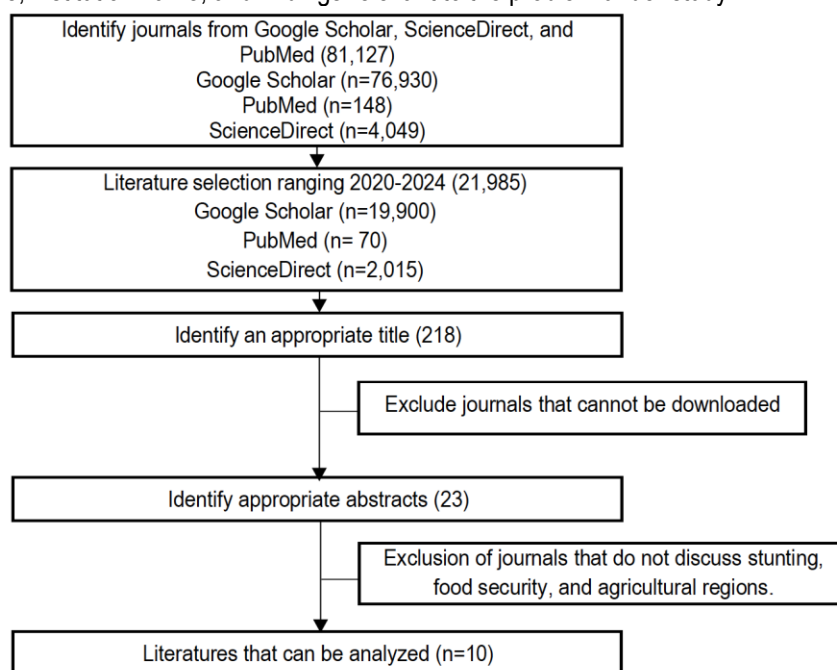 Identify journals from Google Scholar, ScienceDirect, and
PubMed (81,127)
Google Scholar (n=76,930)
PubMed (n=148)
ScienceDirect (n=4,049)
Literature selection ranging 2020-2024 (21,985)
Google Scholar (n=19,900)
PubMed (n= 70)
ScienceDirect (n=2,015)
Identify an appropriate title (218)
Exclude journals that cannot be downloaded
Identify appropriate abstracts (23)
Exclusion of journals that do not discuss stunting,
food security, and agricultural regions.
Literatures that can be analyzed (n=10)